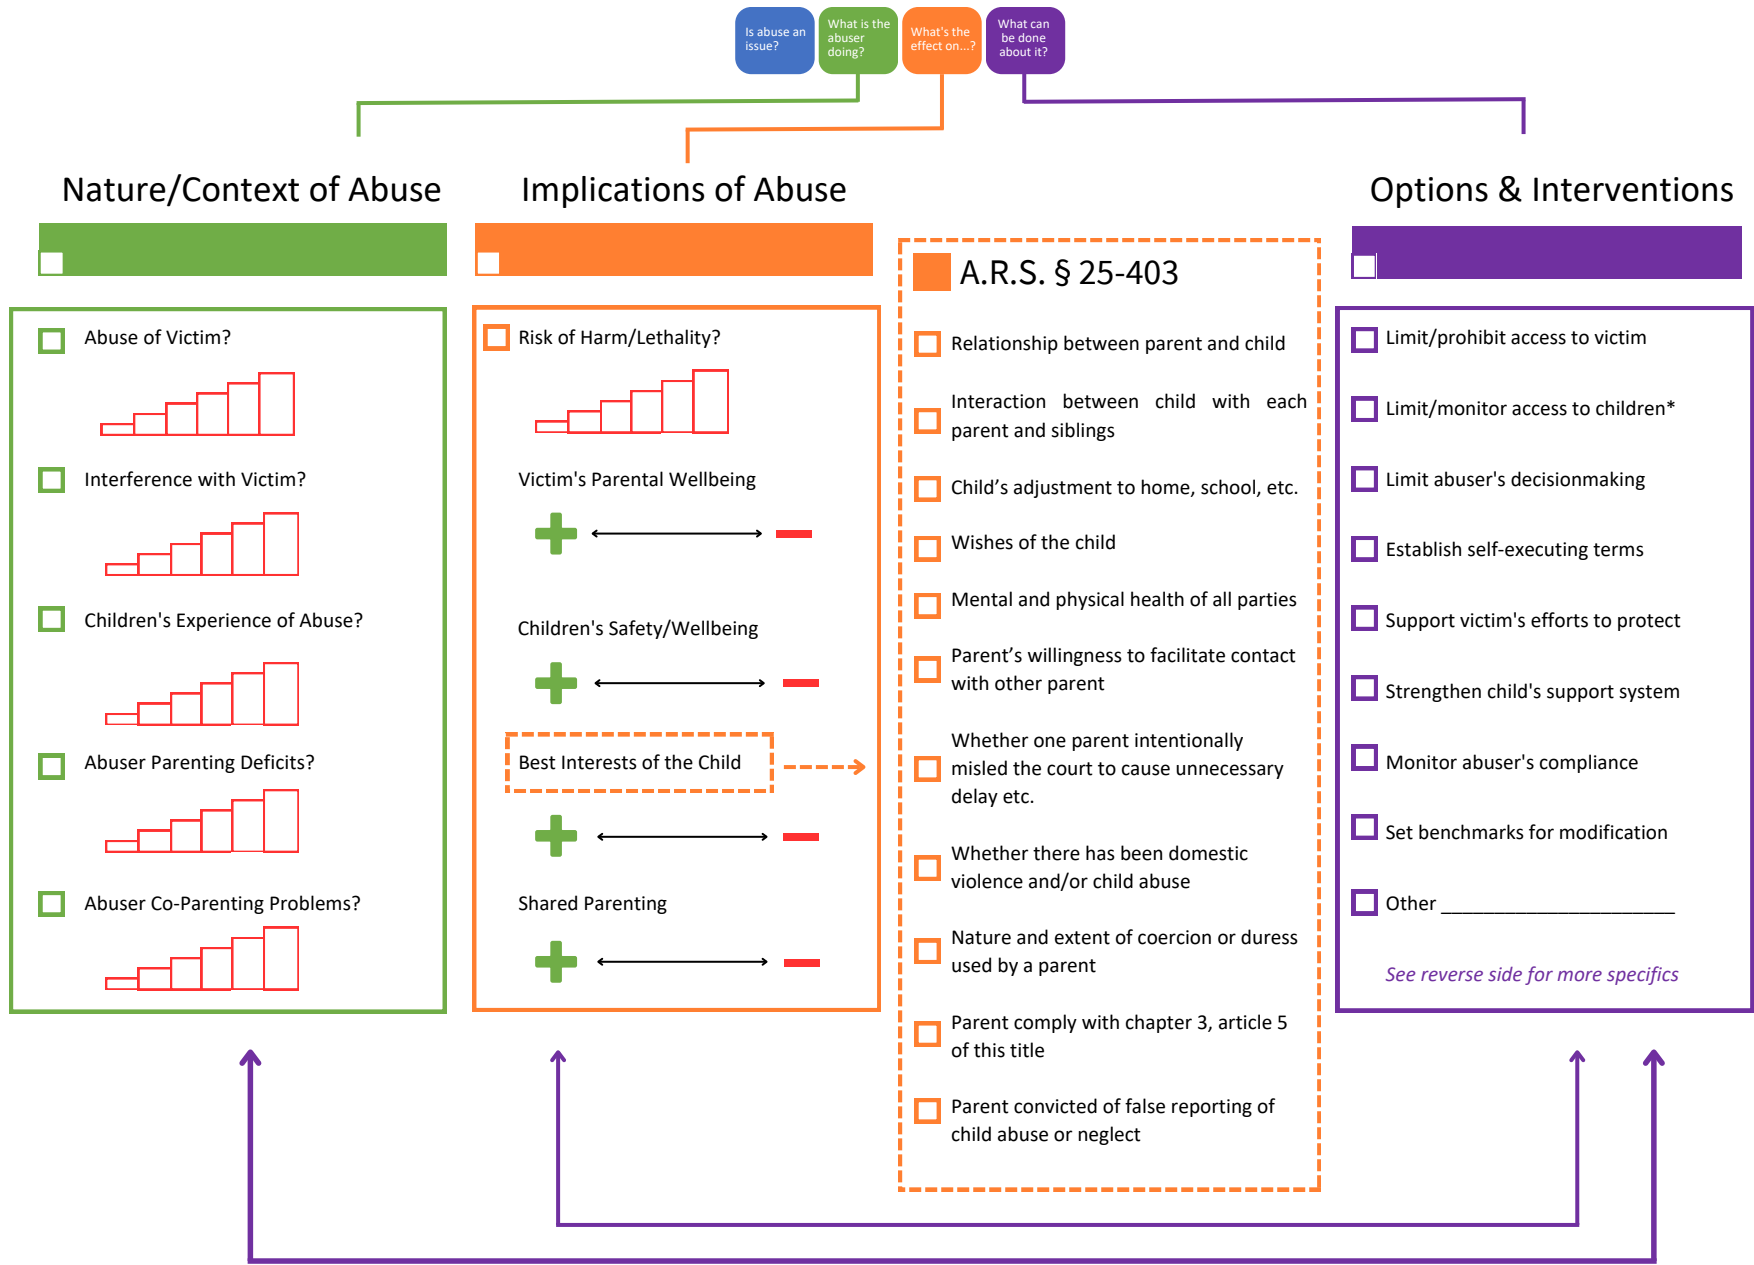 Is abuse an
issue?
What is the
abuser
doing?
What's the
effect on...?
What can
be done
about it?
Nature/Context of Abuse
Abuse of Victim?
Interference with Victim?
Children's Experience of Abuse?
Abuser Parenting Deficits?
Abuser Co-Parenting Problems?
Implications of Abuse
Risk of Harm/Lethality?
Victim's Parental Wellbeing
Children's Safety/Wellbeing
Best Interests of the Child
Shared Parenting
A.R.S. § 25-403
Relationship between parent and child
Interaction between child with each
parent and siblings
Child’s adjustment to home, school, etc.
Wishes of the child
Mental and physical health of all parties
Parent’s willingness to facilitate contact
with other parent
Whether one parent intentionally
misled the court to cause unnecessary
delay etc.
Whether there has been domestic
violence and/or child abuse
Nature and extent of coercion or duress
used by a parent
Parent comply with chapter 3, article 5
of this title
Parent convicted of false reporting of
child abuse or neglect
Options & Interventions
Limit/prohibit access to victim
Limit/monitor access to children*
Limit abuser's decisionmaking
Establish self-executing terms
Support victim's efforts to protect
Strengthen child's support system
Monitor abuser's compliance
Set benchmarks for modification
Other ______________________
See reverse side for more specifics